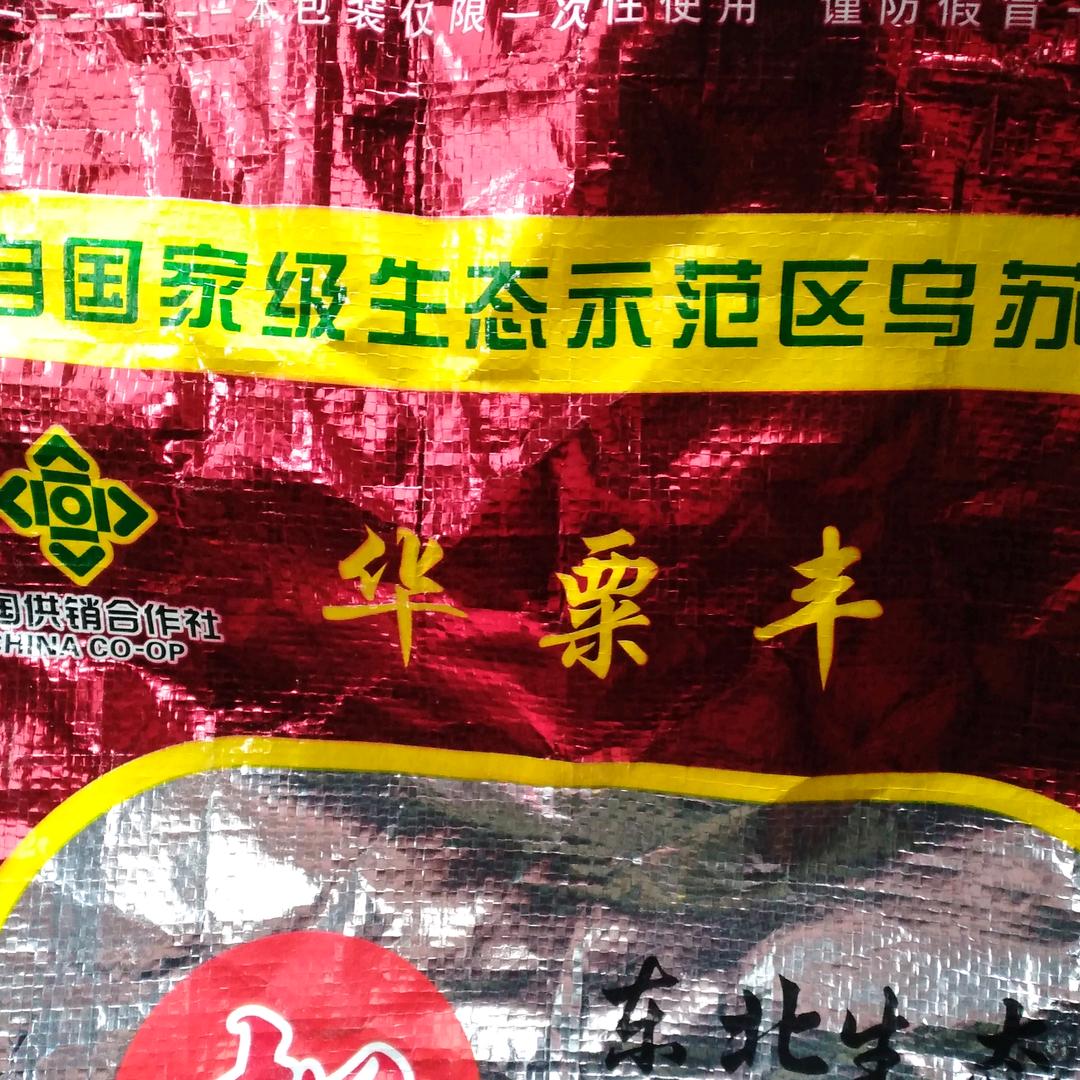 本包装仅限一次性使用 谨防假冒
自国家级生态示范区乌苏
华粟丰
国供销合作社
CHINA CO-OP
东北生态